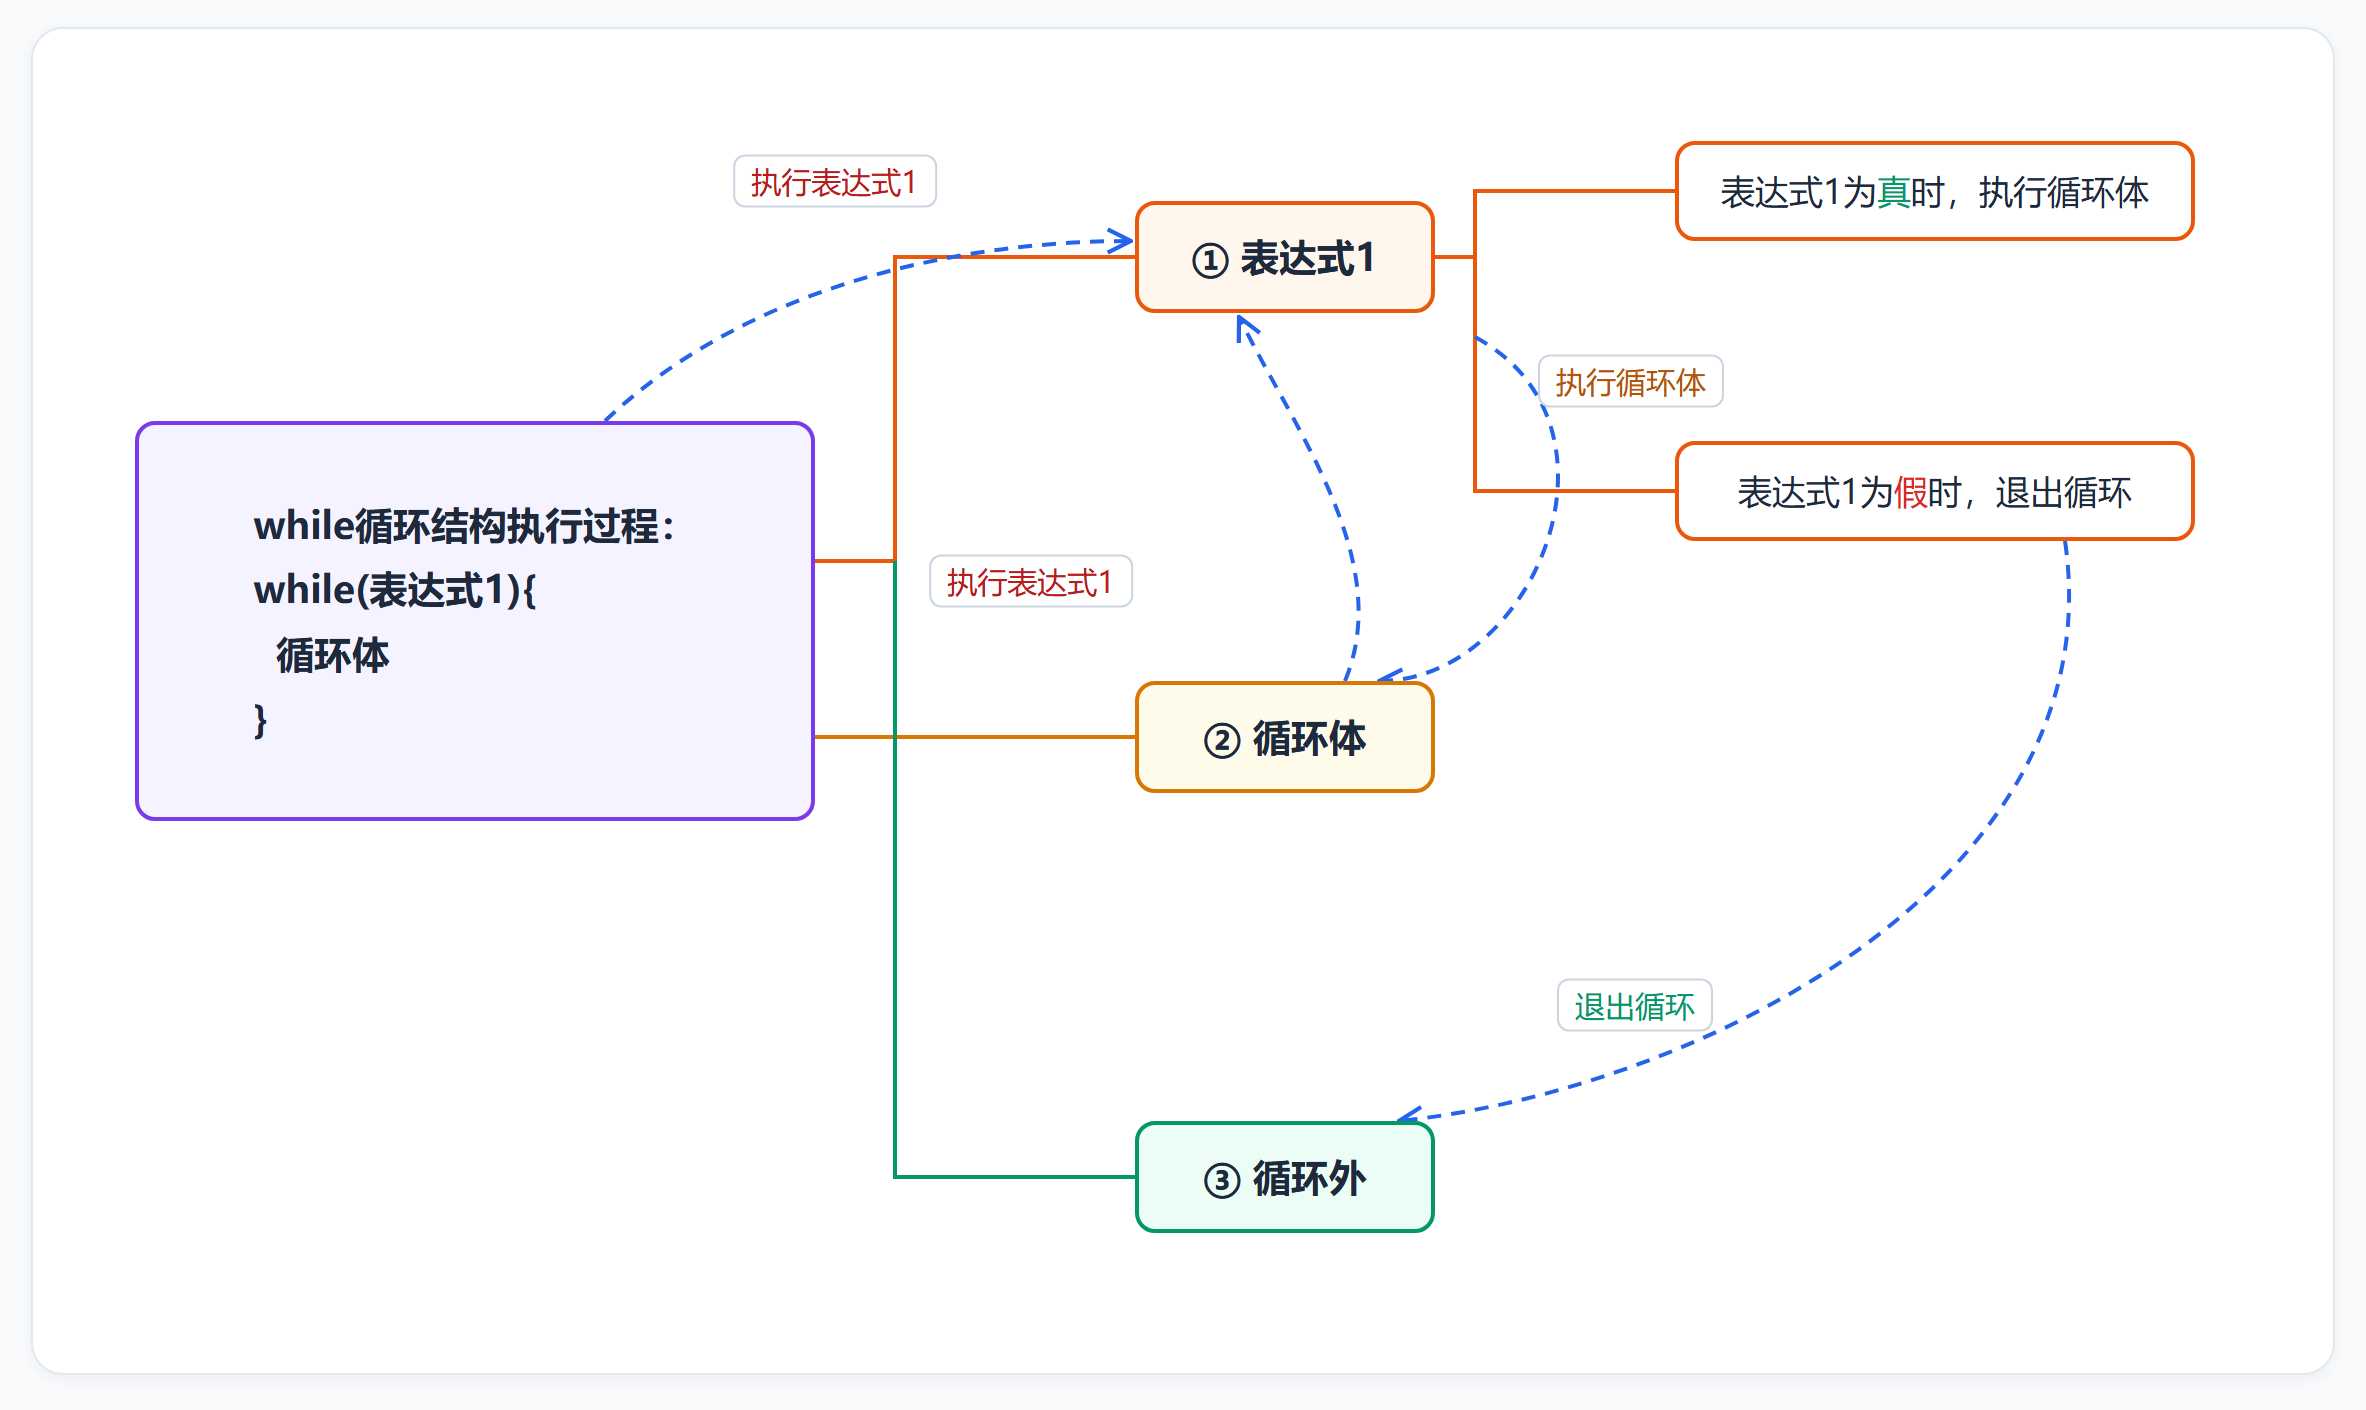 执行表达式1
① 表达式1
表达式1为真时，执行循环体
执行循环体
表达式1为假时，退出循环
while循环结构执行过程：
while(表达式1){
循环体
}
执行表达式1
② 循环体
退出循环
③ 循环外